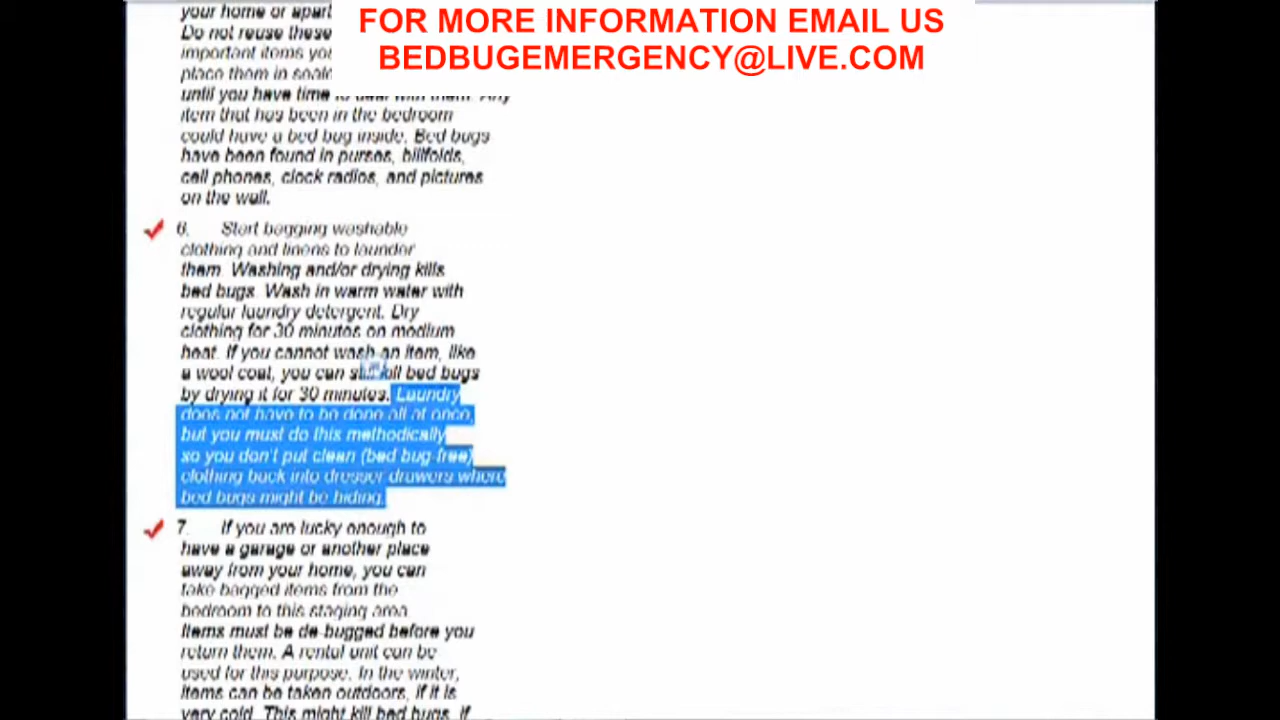 FOR MORE INFORMATION EMAIL US
BEDBUGEMERGENCY@LIVE.COM
your home or apart
Do not reuse these
important items you
place them in
until you have time to deal with them. Any
item that has been in the bedroom
could have a bed bug inside. Bed bugs
have been found in purses, billfolds,
cell phones, clock radios, and pictures
on the wall.
6. Start bagging washable
clothing and linens to launder
them. Washing and/or drying kills
bed bugs. Wash in warm water with
regular laundry detergent. Dry
clothing for 30 minutes on medium
heat. If you cannot wash an item, like
a wool coat, you can still kill bed bugs
by drying it for 30 minutes. Laundry
does not have to be done all at once,
but you must do this methodically
so you don't put clean (bed bug free)
clothing back into dresser drawers where
bed bugs might be hiding.
7. If you are lucky enough to
have a garage or another place
away from your home, you can
take bagged items from the
bedroom to this staging area
Items must be de-bugged before you
return them. A rental unit can be
used for this purpose. In the winter,
items can be taken outdoors, if it is
very cold. This might kill bed bugs, if